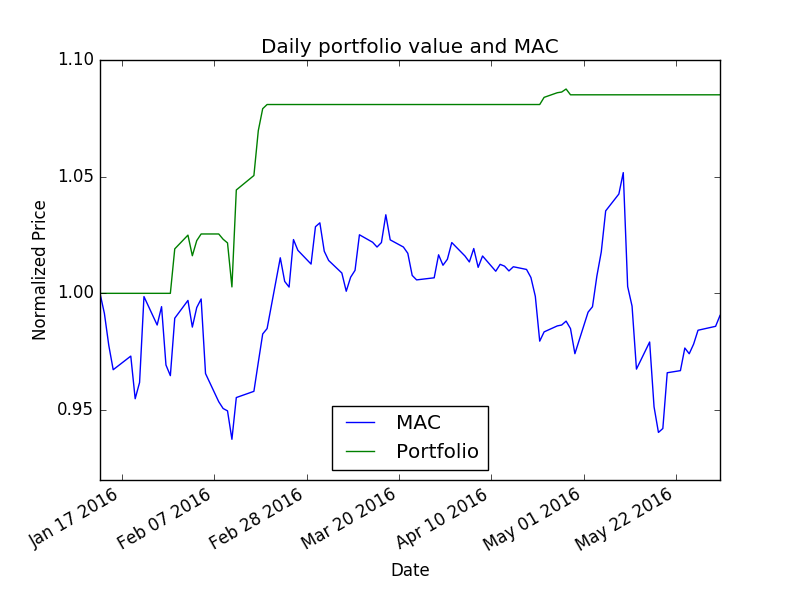 Daily portfolio value and MAC
1.10
1.05
1.00
0.95
Normalized Price
MAC
Portfolio
Jan 17 2016
Feb 07 2016
Feb 28 2016
Mar 20 2016
Apr 10 2016
May 01 2016
May 22 2016
Date